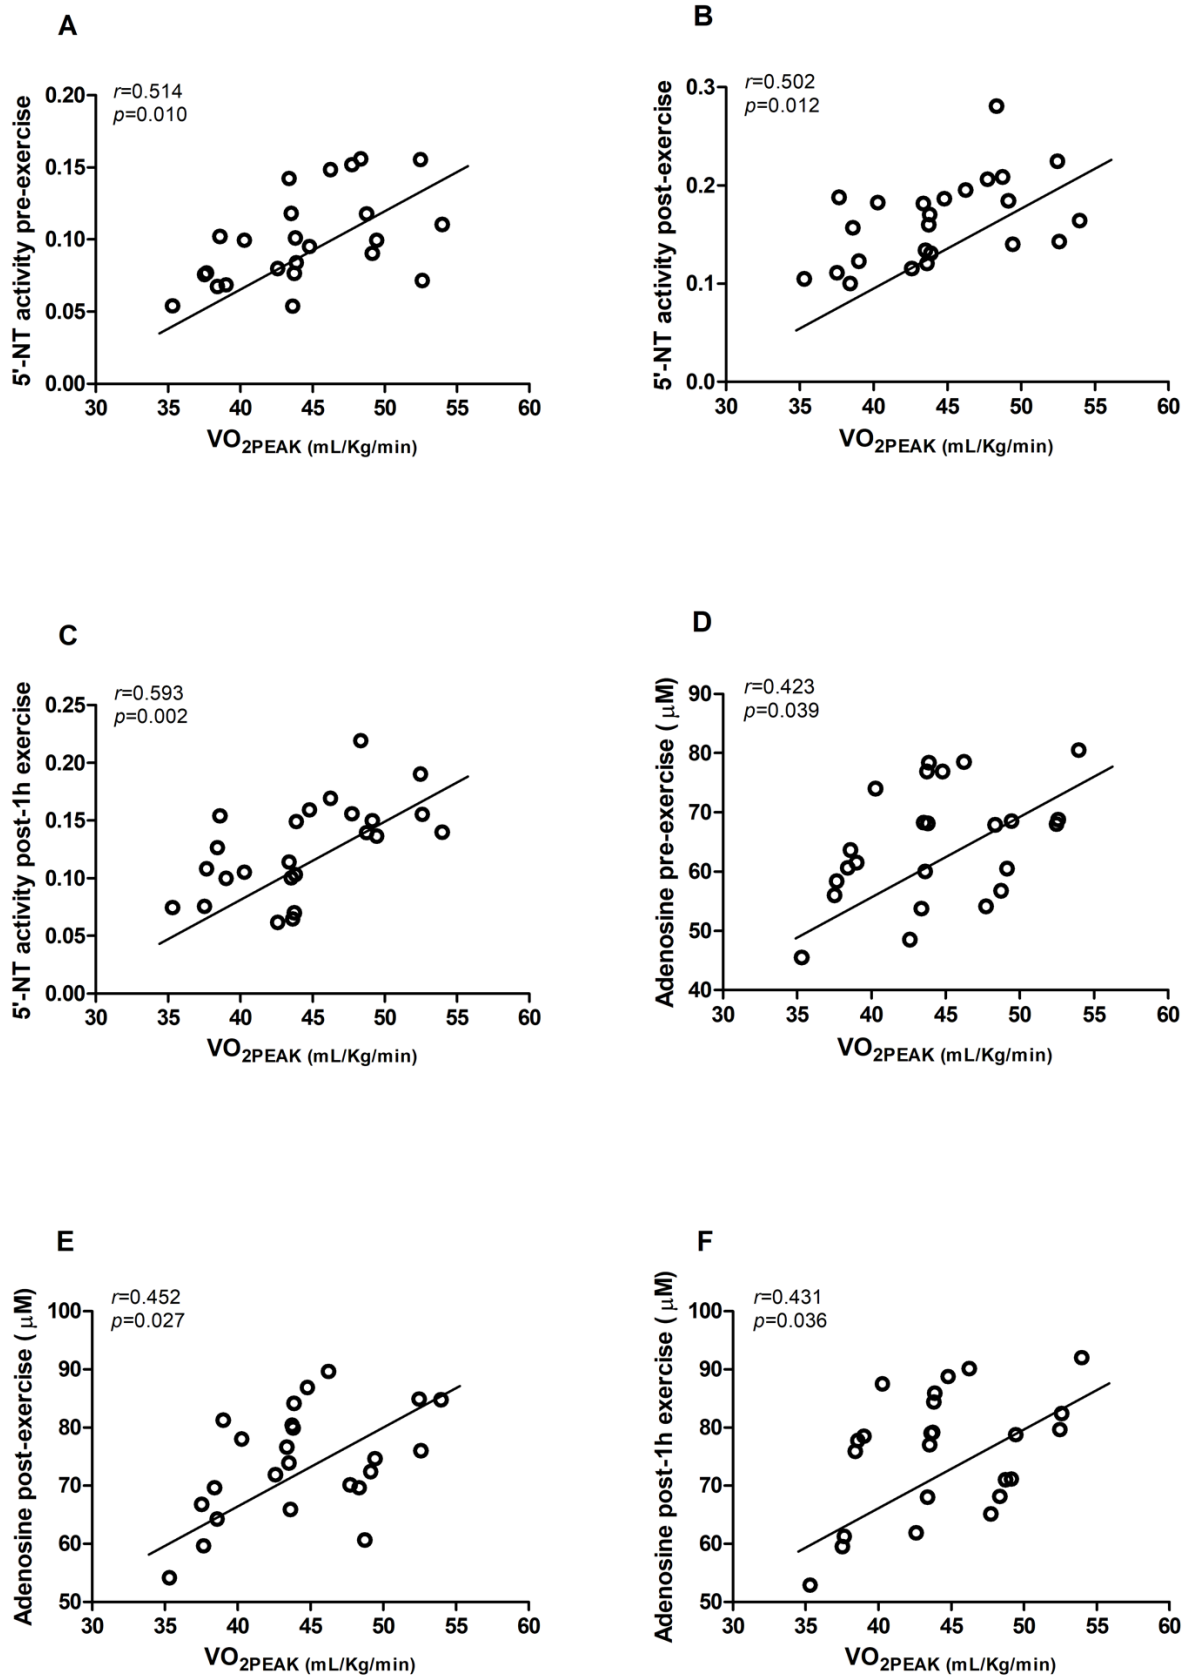 A
r=0.514
p=0.010
5'-NT activity pre-exercise
0.20
0.15
0.10
0.05
0.00
30 35 40 45 50 55 60
VO2PEAK (mL/Kg/min)
B
r=0.502
p=0.012
5'-NT activity post-exercise
0.3
0.2
0.1
0.0
30 35 40 45 50 55 60
VO2PEAK (mL/Kg/min)
C
r=0.593
p=0.002
5'-NT activity post-1h exercise
0.25
0.20
0.15
0.10
0.05
0.00
30 35 40 45 50 55 60
VO2PEAK (mL/Kg/min)
D
r=0.423
p=0.039
Adenosine pre-exercise ( μM)
90
80
70
60
50
40
30 35 40 45 50 55 60
VO2PEAK (mL/Kg/min)
E
r=0.452
p=0.027
Adenosine post-exercise ( μM)
100
90
80
70
60
50
30 35 40 45 50 55 60
VO2PEAK (mL/Kg/min)
F
r=0.431
p=0.036
Adenosine post-1h exercise ( μM)
100
90
80
70
60
50
30 35 40 45 50 55 60
VO2PEAK (mL/Kg/min)